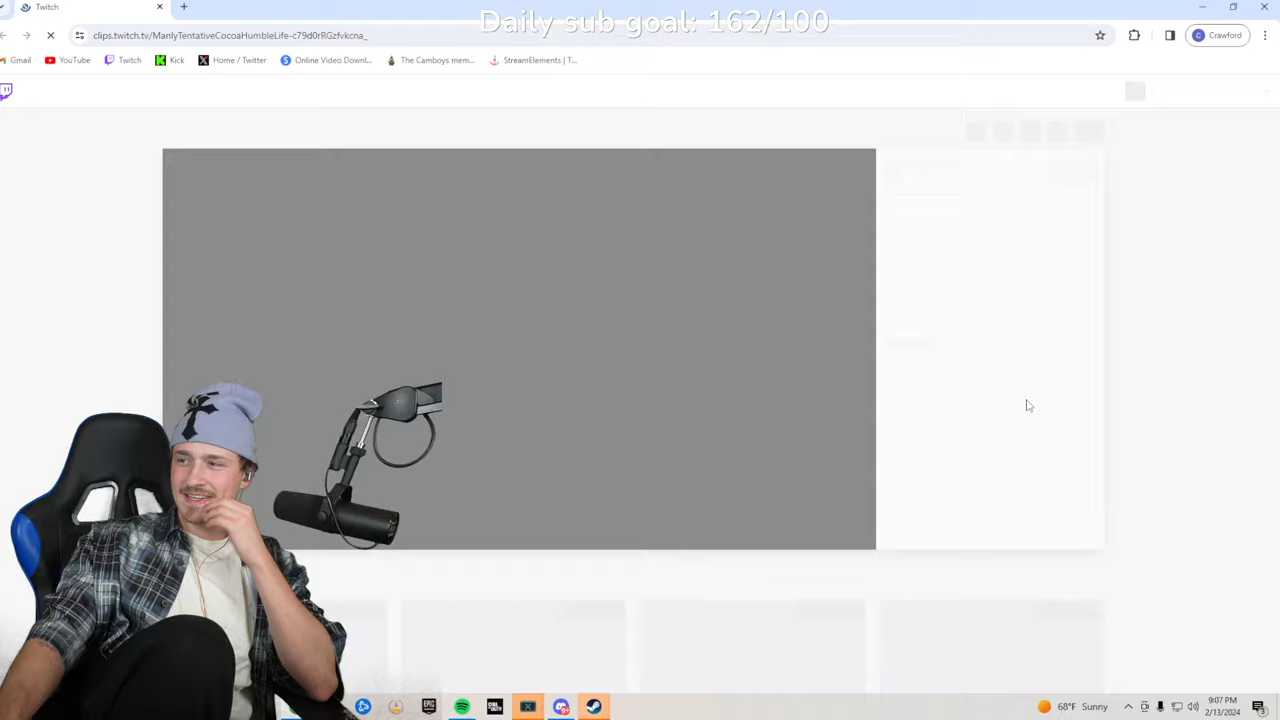 Twitch
Daily sub goal: 162/100
clips.twitch.tv/ManlyTentativeCocoaHumbleLife-c79d0rRGzfvkcna_
C Crawford
Gmail YouTube Twitch Kick Home / Twitter Online Video Downl... The Camboys mem... StreamElements | T...
EPIC
68°F Sunny
9:07 PM
2/13/2024